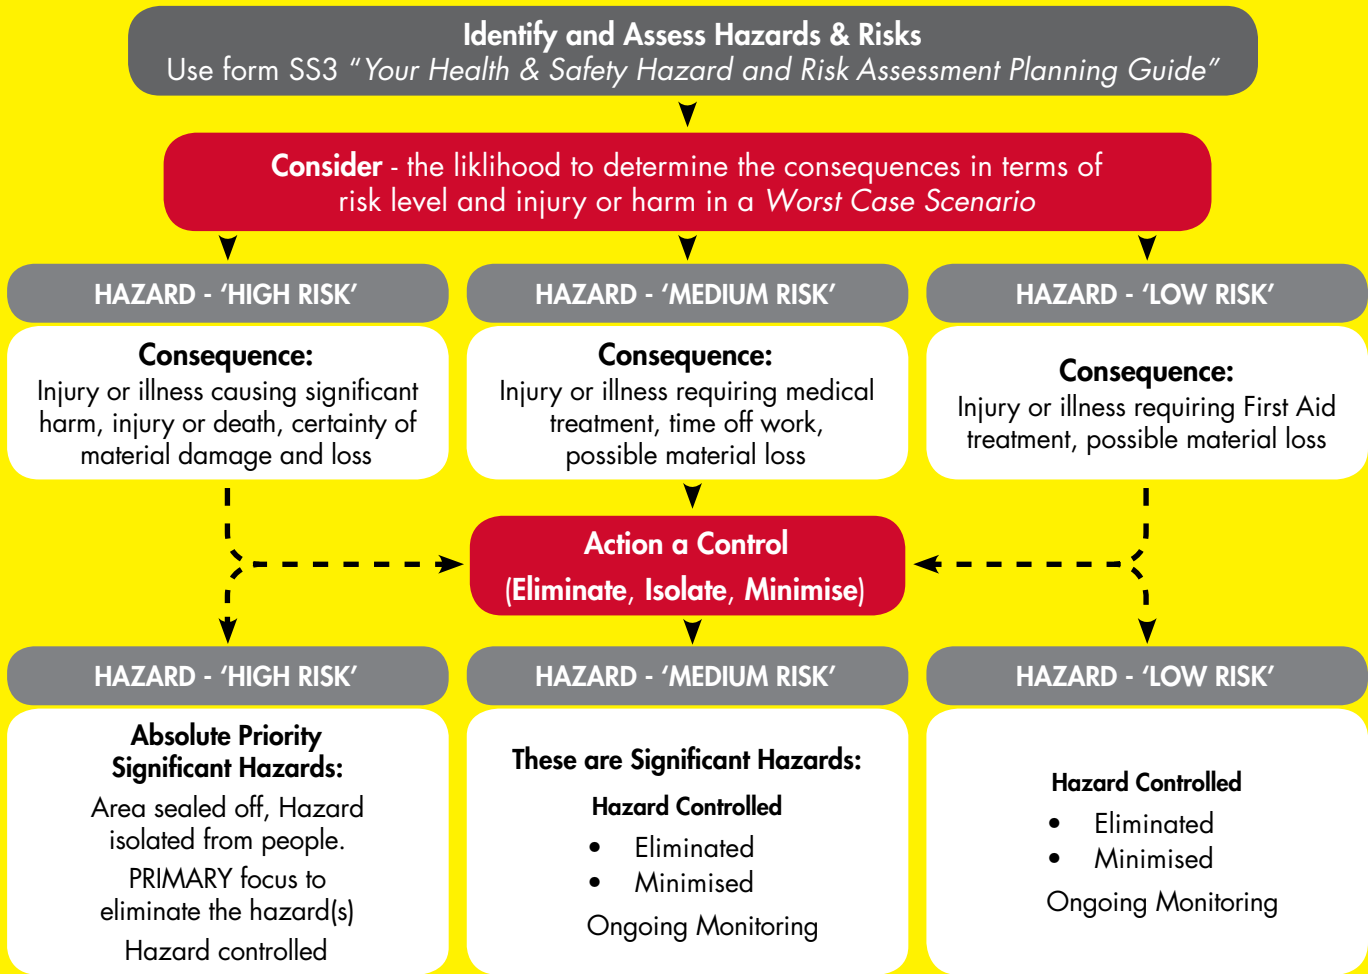 Identify and Assess Hazards & Risks
Use form SS3 “Your Health & Safety Hazard and Risk Assessment Planning Guide”
Consider - the liklihood to determine the consequences in terms of
risk level and injury or harm in a Worst Case Scenario
HAZARD - ‘HIGH RISK’
Consequence:
Injury or illness causing significant
harm, injury or death, certainty of
material damage and loss
HAZARD - ‘MEDIUM RISK’
Consequence:
Injury or illness requiring medical
treatment, time off work,
possible material loss
HAZARD - ‘LOW RISK’
Consequence:
Injury or illness requiring First Aid
treatment, possible material loss
Action a Control
(Eliminate, Isolate, Minimise)
HAZARD - ‘HIGH RISK’
Absolute Priority
Significant Hazards:
Area sealed off, Hazard
isolated from people.
PRIMARY focus to
eliminate the hazard(s)
Hazard controlled
HAZARD - ‘MEDIUM RISK’
These are Significant Hazards:
Hazard Controlled
• Eliminated
• Minimised
Ongoing Monitoring
HAZARD - ‘LOW RISK’
Hazard Controlled
• Eliminated
• Minimised
Ongoing Monitoring